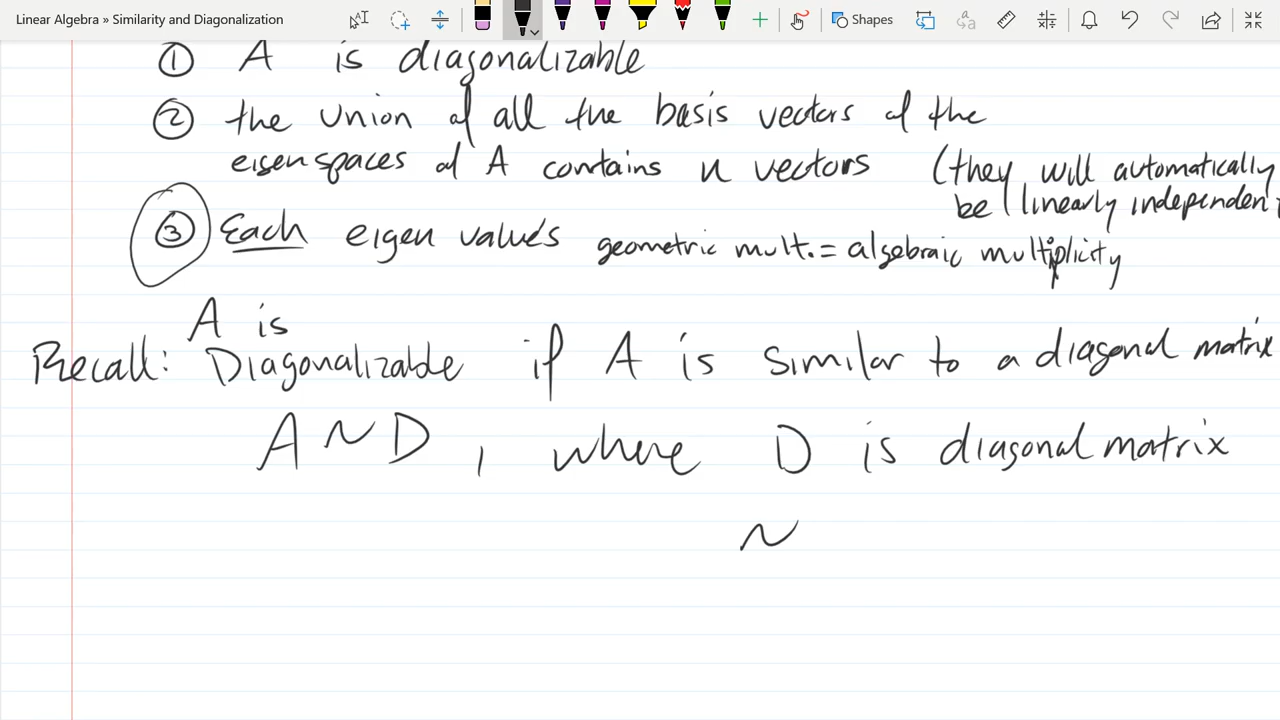 Linear Algebra » Similarity and Diagonalization
Shapes
① A is diagonalizable
② the union of all the basis vectors of the
eigenspaces of A contains n vectors (they will automatically
be linearly independent
③ Each eigen values geometric mult. = algebraic multiplicity
A is
Recall: Diagonalizable if A is similar to a diagonal matrix
A ~ D , where D is diagonal matrix
~